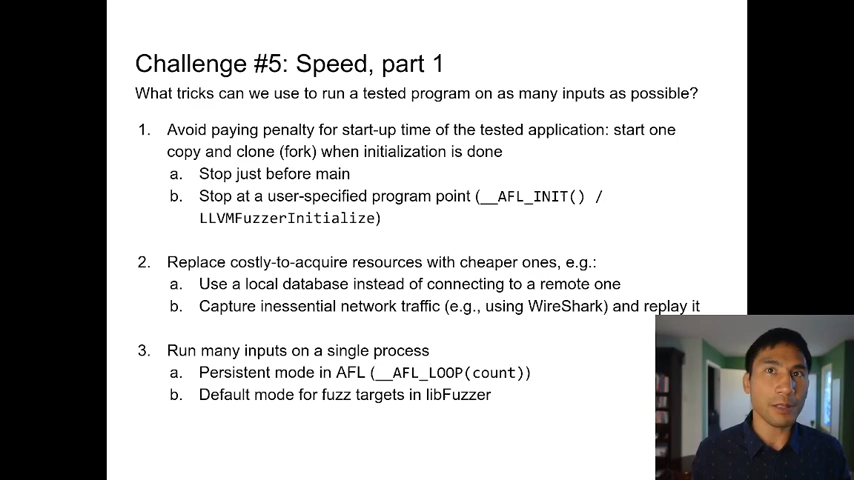 Challenge #5: Speed, part 1
What tricks can we use to run a tested program on as many inputs as possible?
1. Avoid paying penalty for start-up time of the tested application: start one
copy and clone (fork) when initialization is done
a. Stop just before main
b. Stop at a user-specified program point (__AFL_INIT() /
LLVMFuzzerInitialize)
2. Replace costly-to-acquire resources with cheaper ones, e.g.:
a. Use a local database instead of connecting to a remote one
b. Capture inessential network traffic (e.g., using WireShark) and replay it
3. Run many inputs on a single process
a. Persistent mode in AFL (__AFL_LOOP(count))
b. Default mode for fuzz targets in libFuzzer